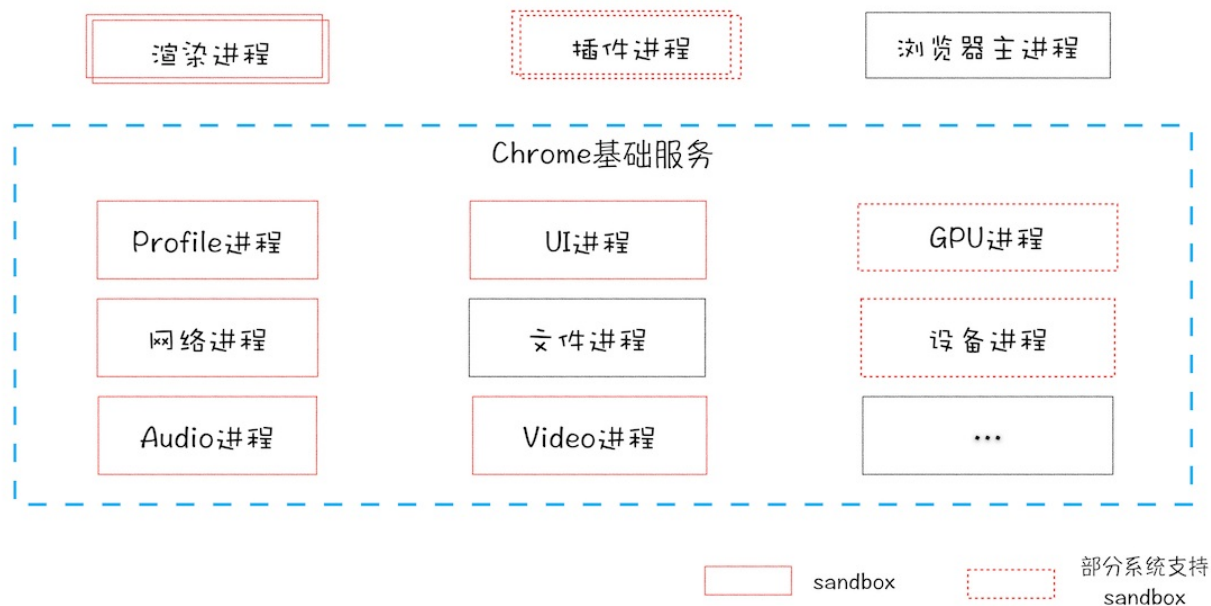 渲染进程
插件进程
浏览器主进程
Chrome基础服务
Profile进程
UI进程
GPU进程
网络进程
文件进程
设备进程
Audio进程
Video进程
...
sandbox
部分系统支持
sandbox